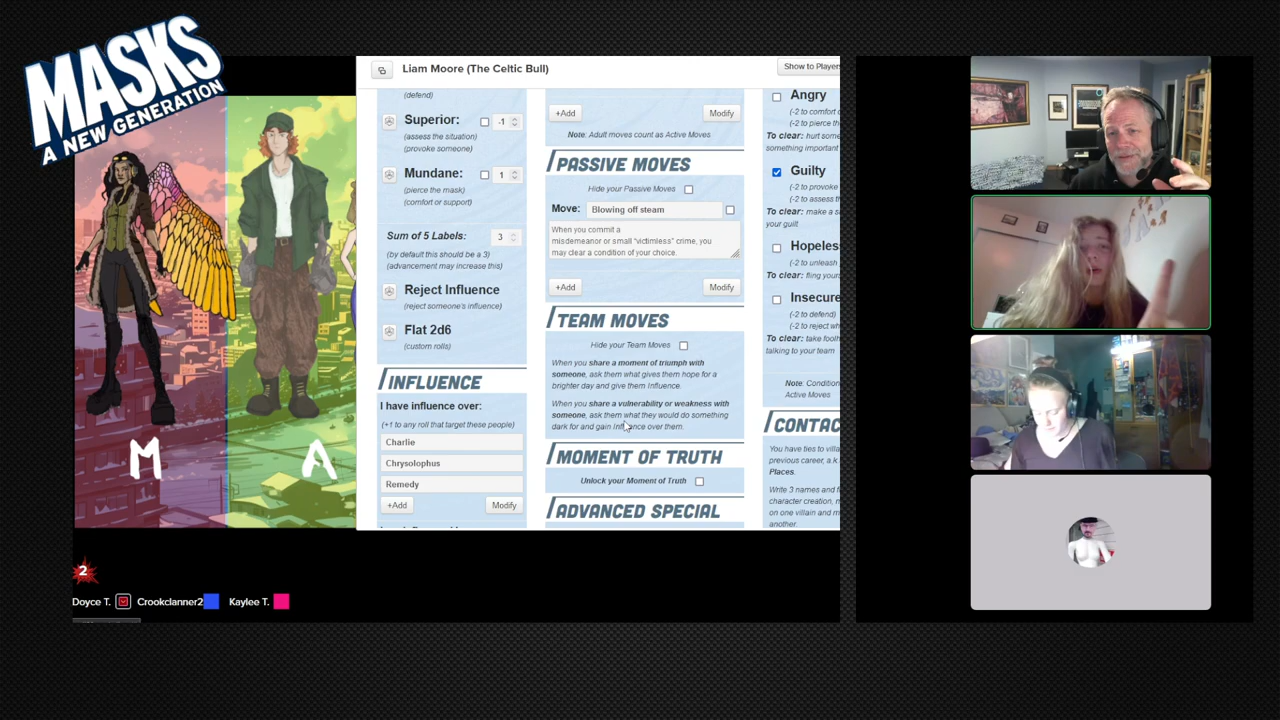 MASKS
A NEW GENERATION
Liam Moore (The Celtic Bull)
Show to Players
(defend)
Superior:
-1
(assess the situation)
(provoke someone)
Mundane:
1
(pierce the mask)
(comfort or support)
Sum of 5 Labels:
3
(by default this should be a 3)
(advancement may increase this)
Reject Influence
(reject someone's influence)
Flat 2d6
(custom rolls)
INFLUENCE
I have influence over:
(+1 to any roll that target these people)
Charlie
Chrysolophus
Remedy
+Add
Modify
+Add
Modify
Note: Adult moves count as Active Moves
PASSIVE MOVES
Hide your Passive Moves
Move:
Blowing off steam
When you commit a
misdemeanor or small "victimless" crime, you
may clear a condition of your choice.
+Add
Modify
TEAM MOVES
Hide your Team Moves
When you share a moment of triumph with
someone, ask them what gives them hope for a
brighter day and give them Influence.
When you share a vulnerability or weakness with
someone, ask them what they would do something
dark for and gain Influence over them.
MOMENT OF TRUTH
Unlock your Moment of Truth
ADVANCED SPECIAL
Angry
(-2 to comfort o
(-2 to pierce th
To clear: hurt some
something important
Guilty
(-2 to provoke
(-2 to assess th
To clear: make a s
your guilt
Hopeles
(-2 to unleash
To clear: fling yours
Insecure
(-2 to defend)
(-2 to reject wh
To clear: take foolh
talking to your team
Note: Condition
Active Moves
CONTAC
You have ties to villa
previous career, a.k.
Places.
Write 3 names and f
character creation, n
on one villain and m
another.
M
A
2
Doyce T.
Crookclanner2
Kaylee T.